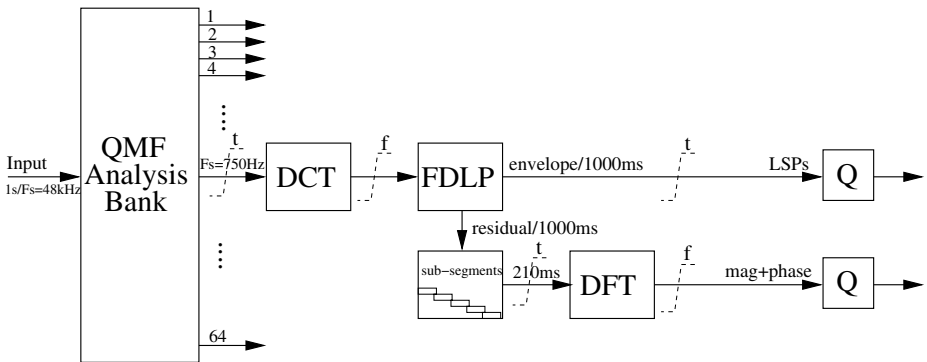 1
2
3
4
t
f
t
Input
1s/Fs=48kHz
QMF
Analysis
Bank
Fs=750Hz
DCT
FDLP
envelope/1000ms
LSPs
Q
residual/1000ms
t
f
sub-segments
210ms
DFT
mag+phase
Q
64